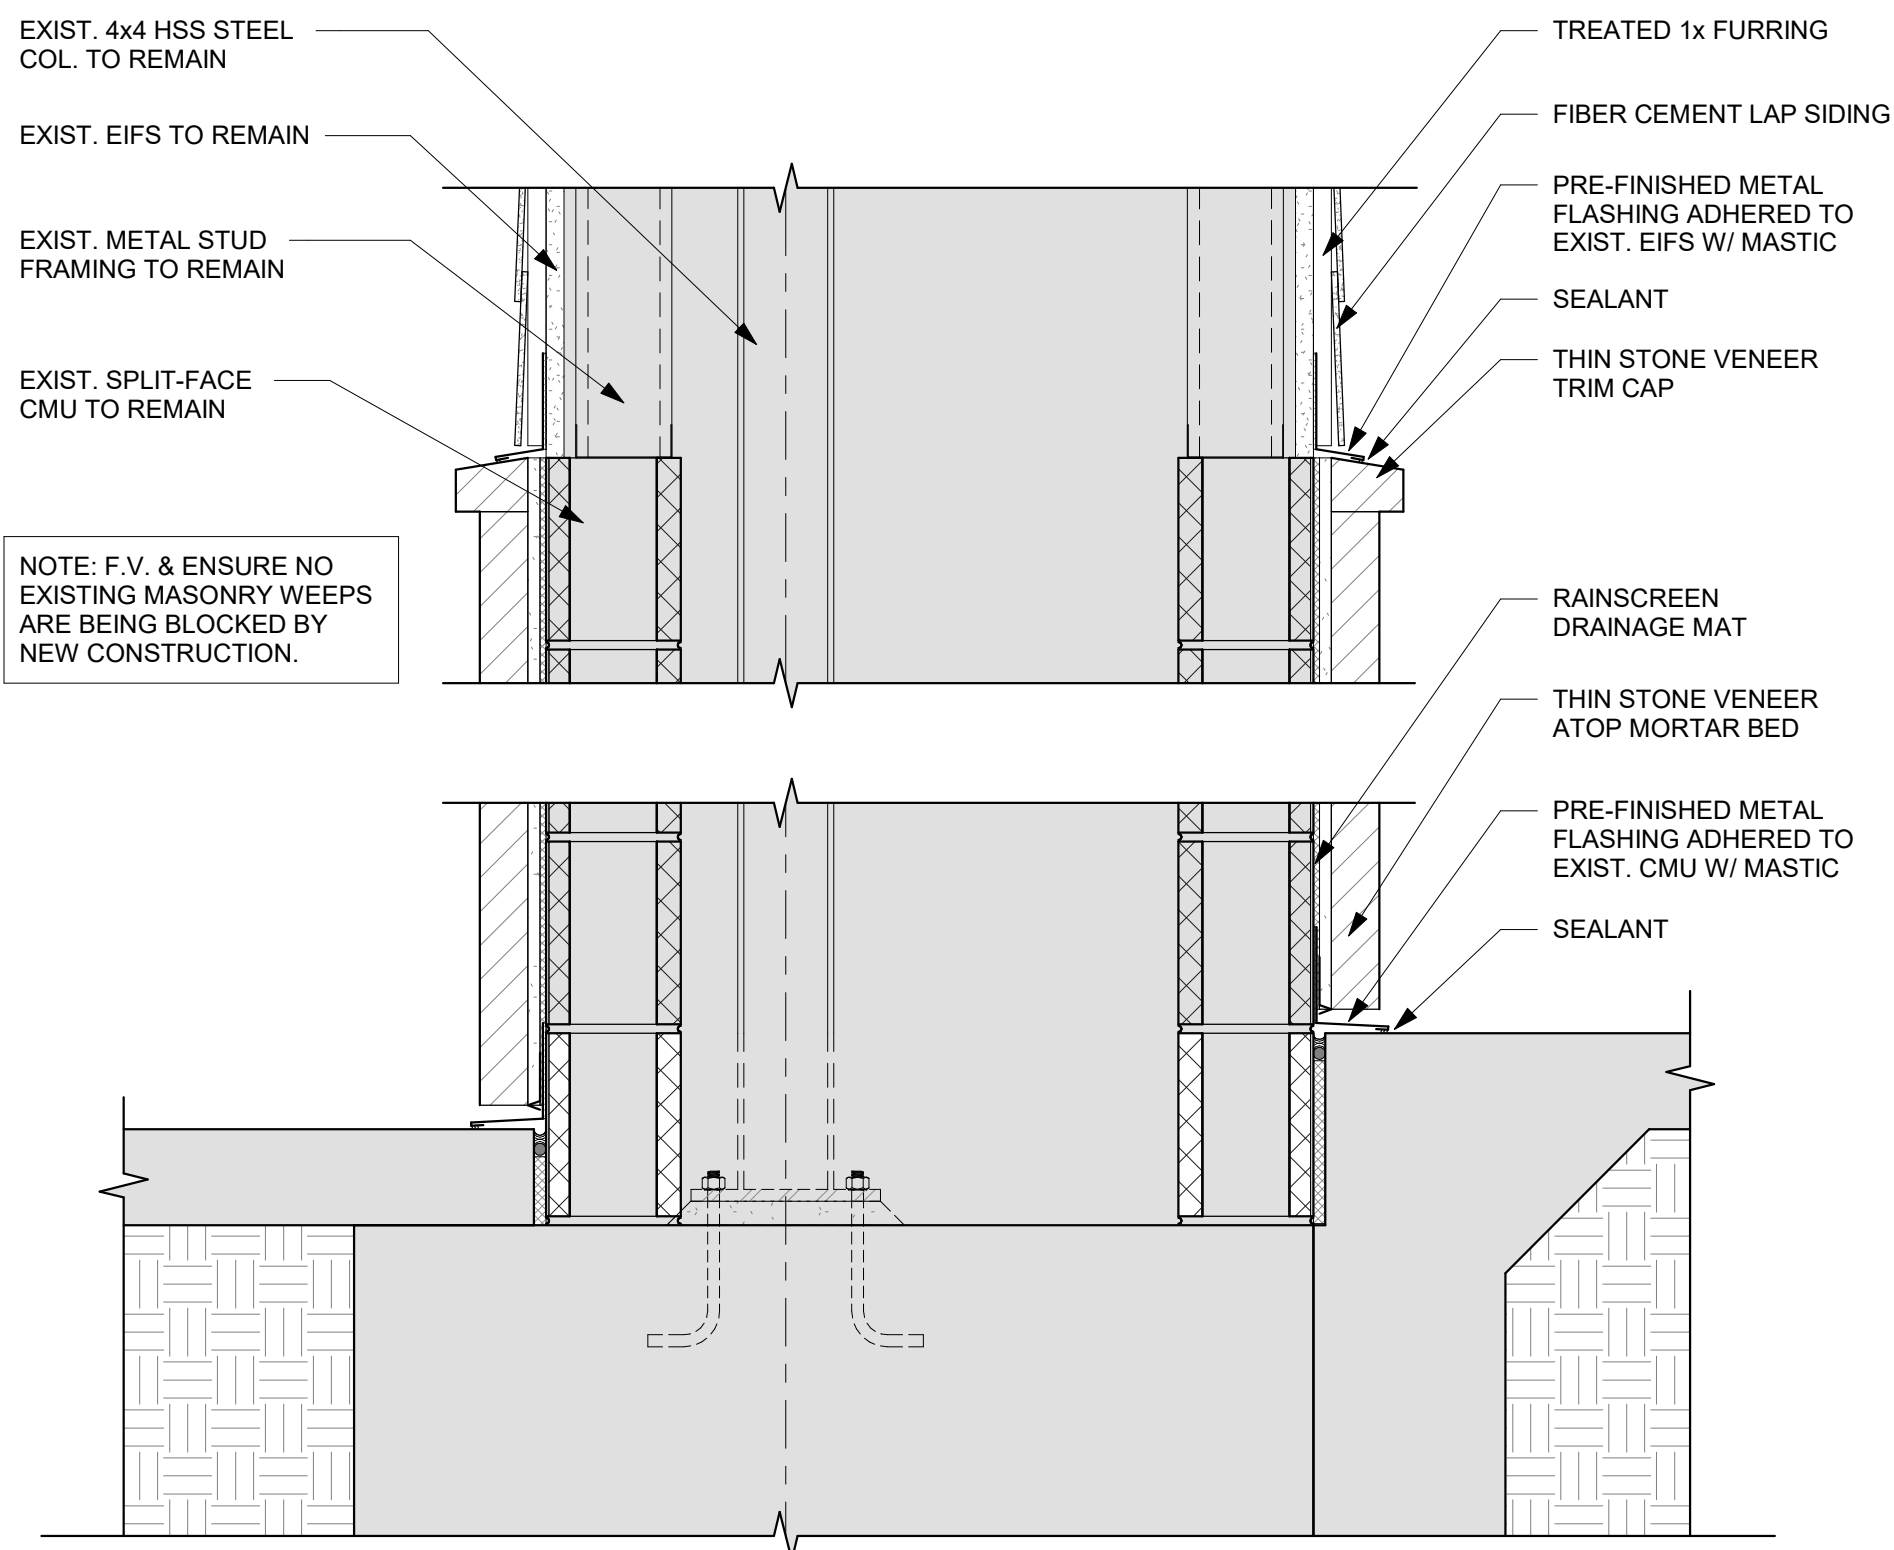 EXIST. 4x4 HSS STEEL
COL. TO REMAIN
EXIST. EIFS TO REMAIN
EXIST. METAL STUD
FRAMING TO REMAIN
EXIST. SPLIT-FACE
CMU TO REMAIN
NOTE: F.V. & ENSURE NO
EXISTING MASONRY WEEPS
ARE BEING BLOCKED BY
NEW CONSTRUCTION.
TREATED 1x FURRING
FIBER CEMENT LAP SIDING
PRE-FINISHED METAL
FLASHING ADHERED TO
EXIST. EIFS W/ MASTIC
SEALANT
THIN STONE VENEER
TRIM CAP
RAINSCREEN
DRAINAGE MAT
THIN STONE VENEER
ATOP MORTAR BED
PRE-FINISHED METAL
FLASHING ADHERED TO
EXIST. CMU W/ MASTIC
SEALANT